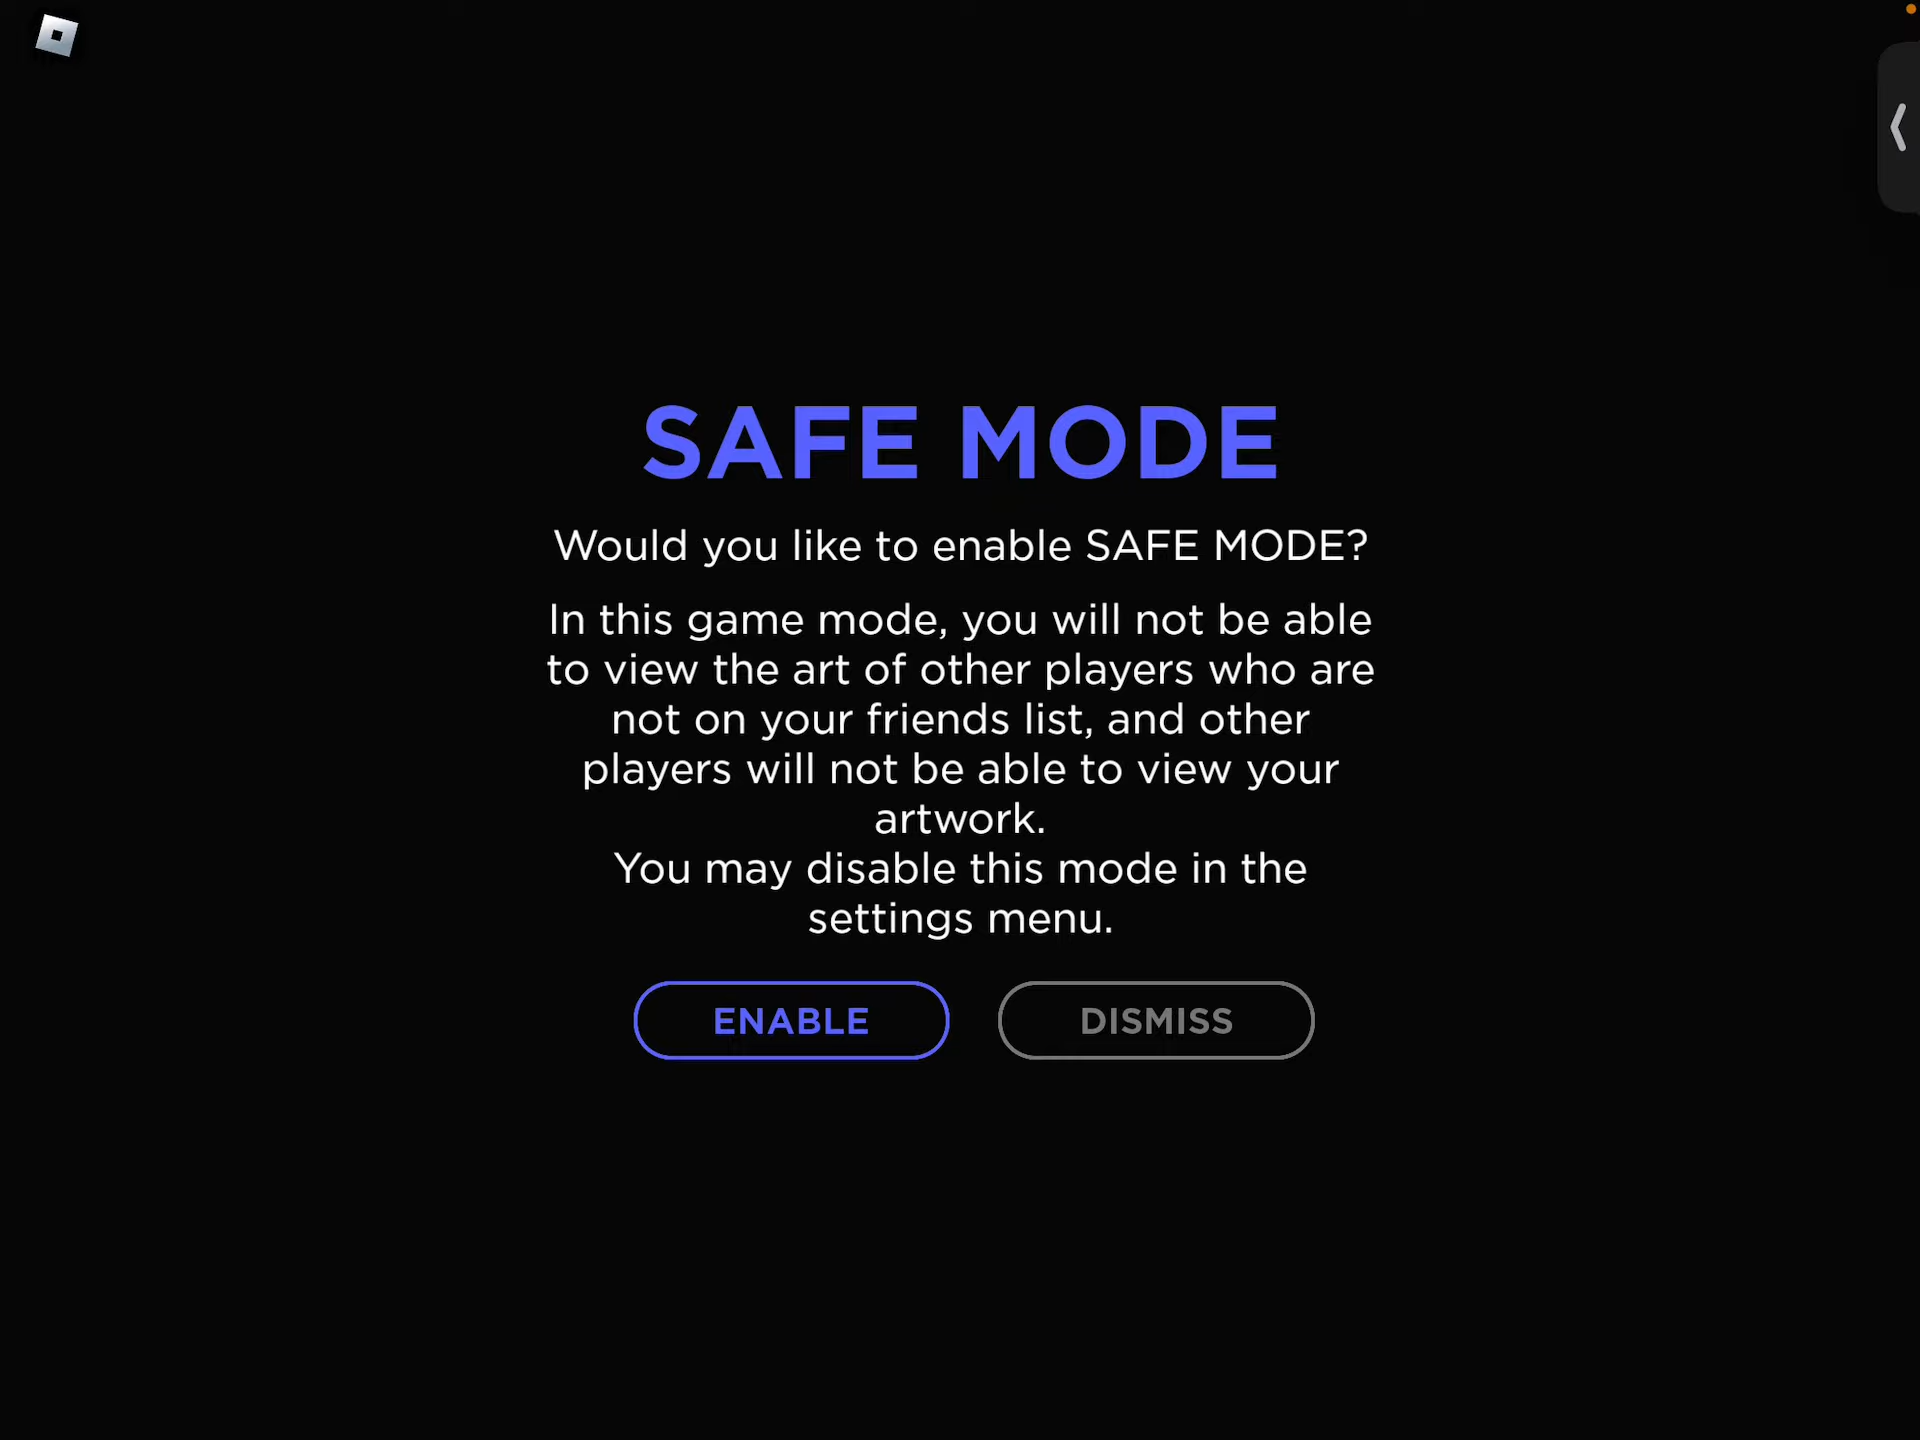 SAFE MODE
Would you like to enable SAFE MODE?
In this game mode, you will not be able
to view the art of other players who are
not on your friends list, and other
players will not be able to view your
artwork.
You may disable this mode in the
settings menu.
ENABLE
DISMISS